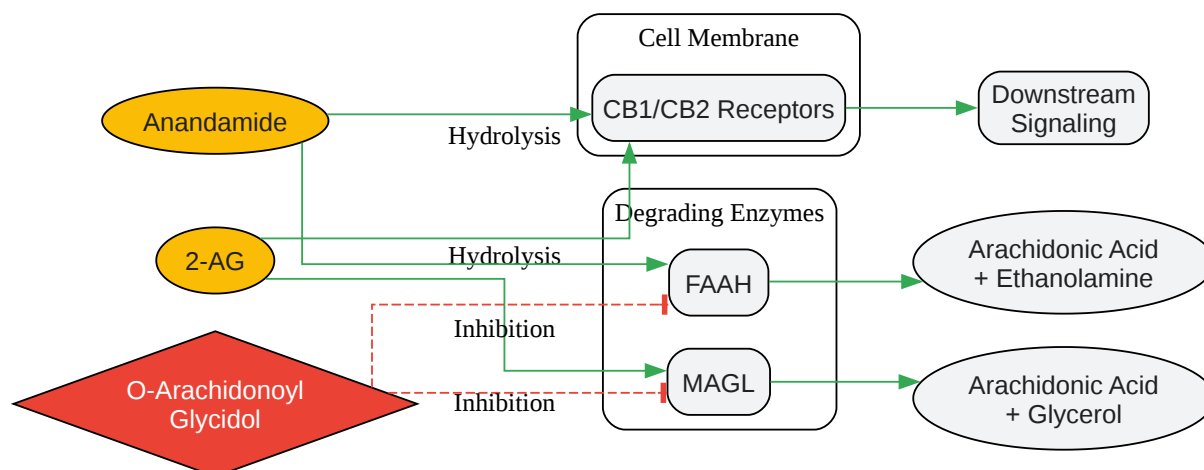 Cell Membrane
Anandamide
CB1/CB2 Receptors
Downstream
Signaling
Hydrolysis
Degrading Enzymes
2-AG
Hydrolysis
FAAH
Arachidonic Acid
+ Ethanolamine
Inhibition
O-Arachidonoyl
Glycidol
MAGL
Arachidonic Acid
+ Glycerol
Inhibition